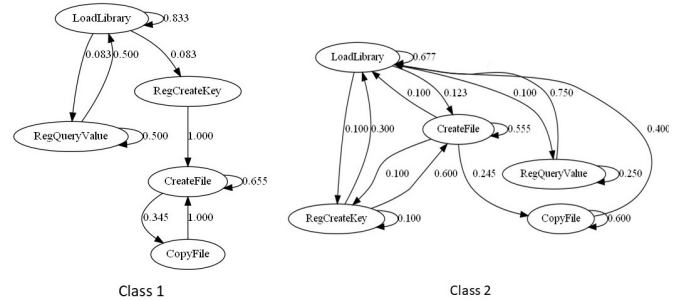 LoadLibrary
0.833
0.083
0.500
0.083
RegCreateKey
RegQueryValue
0.500
1.000
CreateFile
0.655
0.345
1.000
CopyFile
Class 1
LoadLibrary
0.677
0.100
0.123
0.100
0.750
0.400
CreateFile
0.555
0.100
0.300
0.100
0.600
0.245
RegQueryValue
0.250
RegCreateKey
0.100
CopyFile
0.600
Class 2